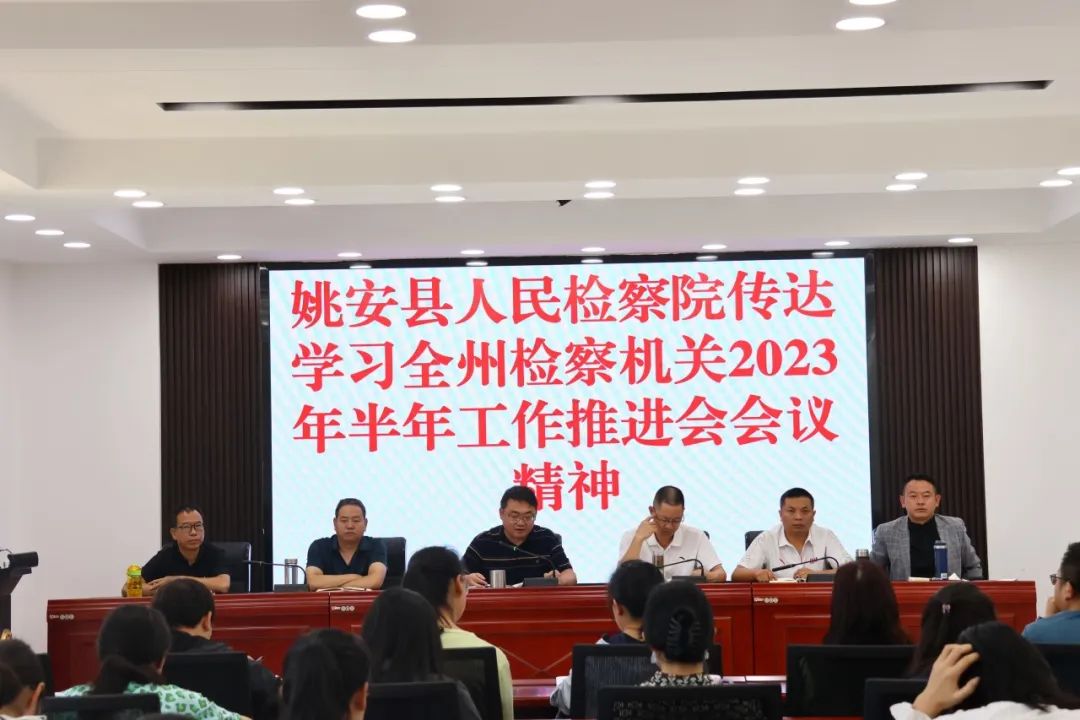 姚安县人民检察院传达
学习全州检察机关2023
年半年工作推进会会议
精神